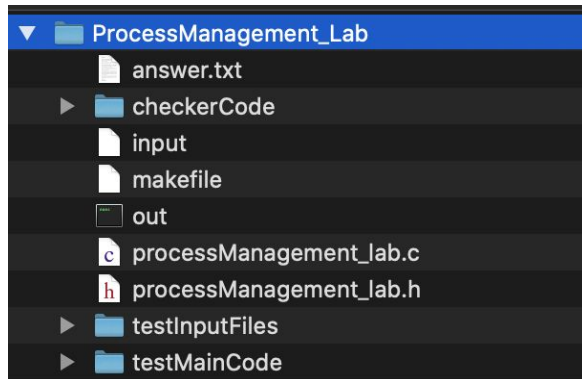 ProcessManagement_Lab
answer.txt
checkerCode
input
makefile
out
c processManagement_lab.c
h processManagement_lab.h
testInputFiles
testMainCode